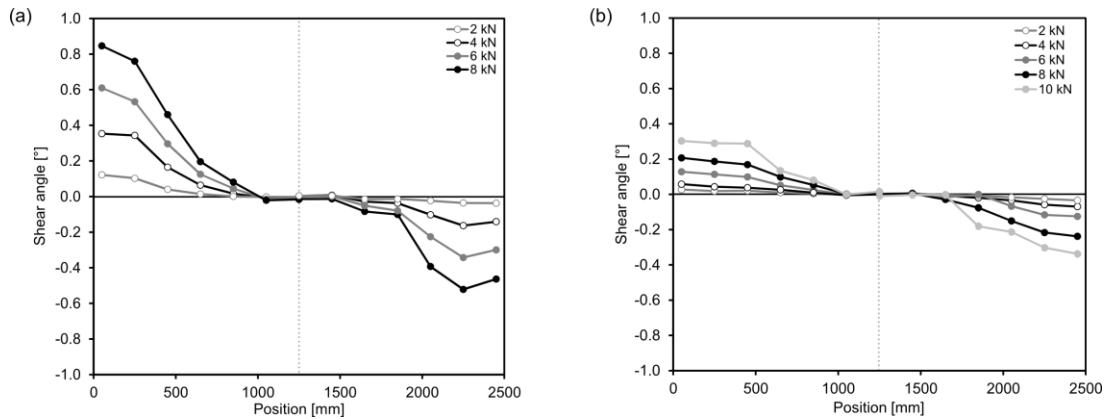 (a)
1.0
0.8
0.6
0.4
0.2
0.0
-0.2
-0.4
-0.6
-0.8
-1.0
Shear angle [°]
2 kN
4 kN
6 kN
8 kN
0 500 1000 1500 2000 2500
Position [mm]
(b)
1.0
0.8
0.6
0.4
0.2
0.0
-0.2
-0.4
-0.6
-0.8
-1.0
Shear angle [°]
2 kN
4 kN
6 kN
8 kN
10 kN
0 500 1000 1500 2000 2500
Position [mm]